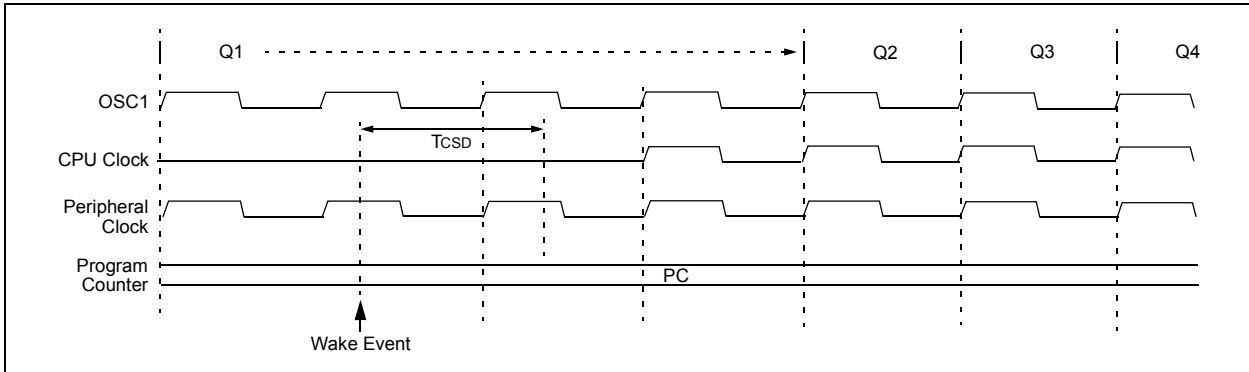 Q1 Q2 Q3 Q4
OSC1
TCSD
CPU Clock
Peripheral
Clock
Program
Counter
PC
Wake Event